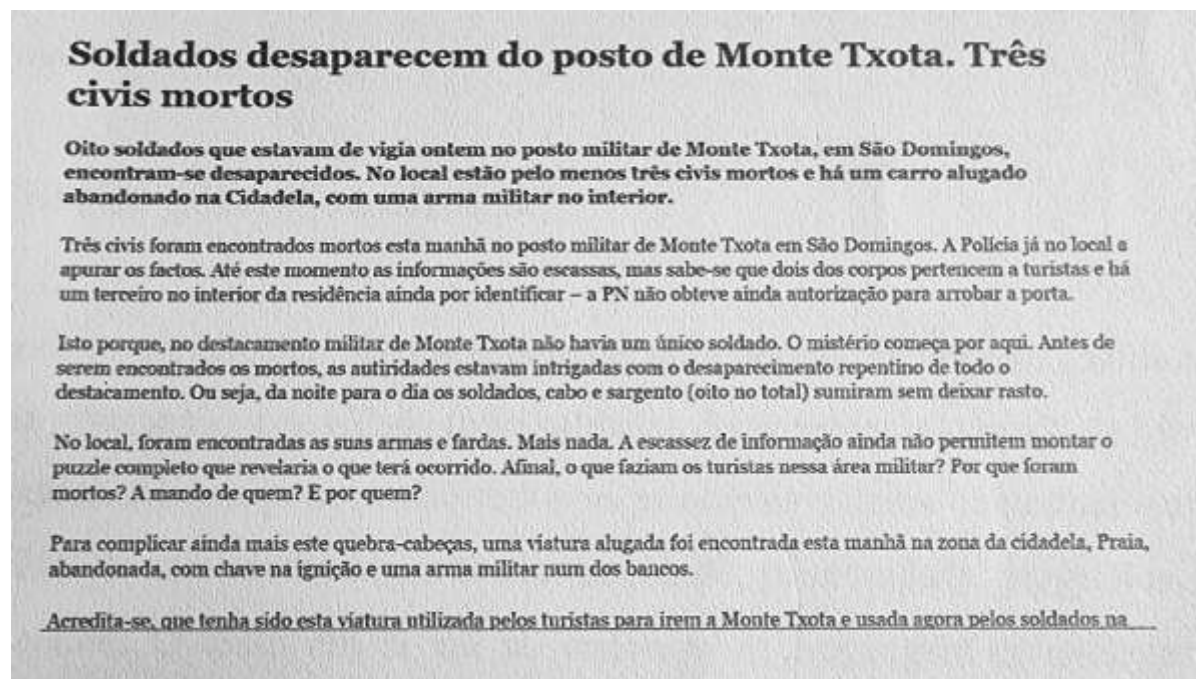 Soldados desaparecem do posto de Monte Txota. Três
civis mortos
Oito soldados que estavam de vigia ontem no posto militar de Monte Txota, em São Domingos,
encontram-se desaparecidos. No local estão pelo menos três civis mortos e há um carro alugado
abandonado na Cidadela, com uma arma militar no interior.
Três civis foram encontrados mortos esta manhã no posto militar de Monte Txota em São Domingos. A Polícia já no local a
apurar os factos. Até este momento as informações são escassas, mas sabe-se que dois dos corpos pertencem a turistas e há
um terceiro no interior da residência ainda por identificar – a PN não obteve ainda autorização para arrobar a porta.
Isto porque, no destacamento militar de Monte Txota não havia um único soldado. O mistério começa por aqui. Antes de
serem encontrados os mortos, as autiridades estavam intrigadas com o desaparecimento repentino de todo o
destacamento. Ou seja, da noite para o dia os soldados, cabo e sargento (oito no total) sumiram sem deixar rasto.
No local, foram encontradas as suas armas e fardas. Mais nada. A escassez de informação ainda não permitem montar o
puzzle completo que revelaria o que terá ocorrido. Afinal, o que faziam os turistas nessa área militar? Por que foram
mortos? A mando de quem? E por quem?
Para complicar ainda mais este quebra-cabeças, uma viatura alugada foi encontrada esta manhã na zona da cidadela, Praia,
abandonada, com chave na ignição e uma arma militar num dos bancos.
Acredita-se, que tenha sido esta viatura utilizada pelos turistas para irem a Monte Txota e usada agora pelos soldados na